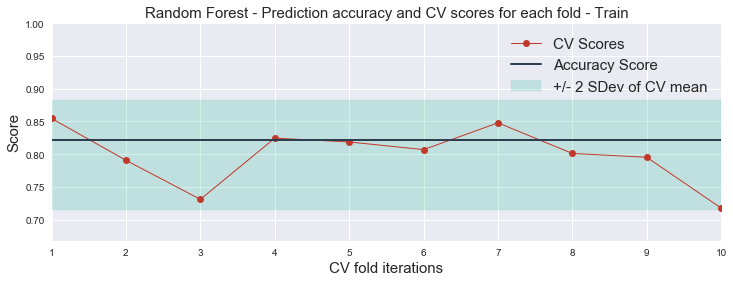 Random Forest - Prediction accuracy and CV scores for each fold - Train
1.00
0.95
0.90
0.85
0.80
0.75
0.70
Score
CV Scores
Accuracy Score
+/- 2 SDev of CV mean
1 2 3 4 5 6 7 8 9 10
CV fold iterations